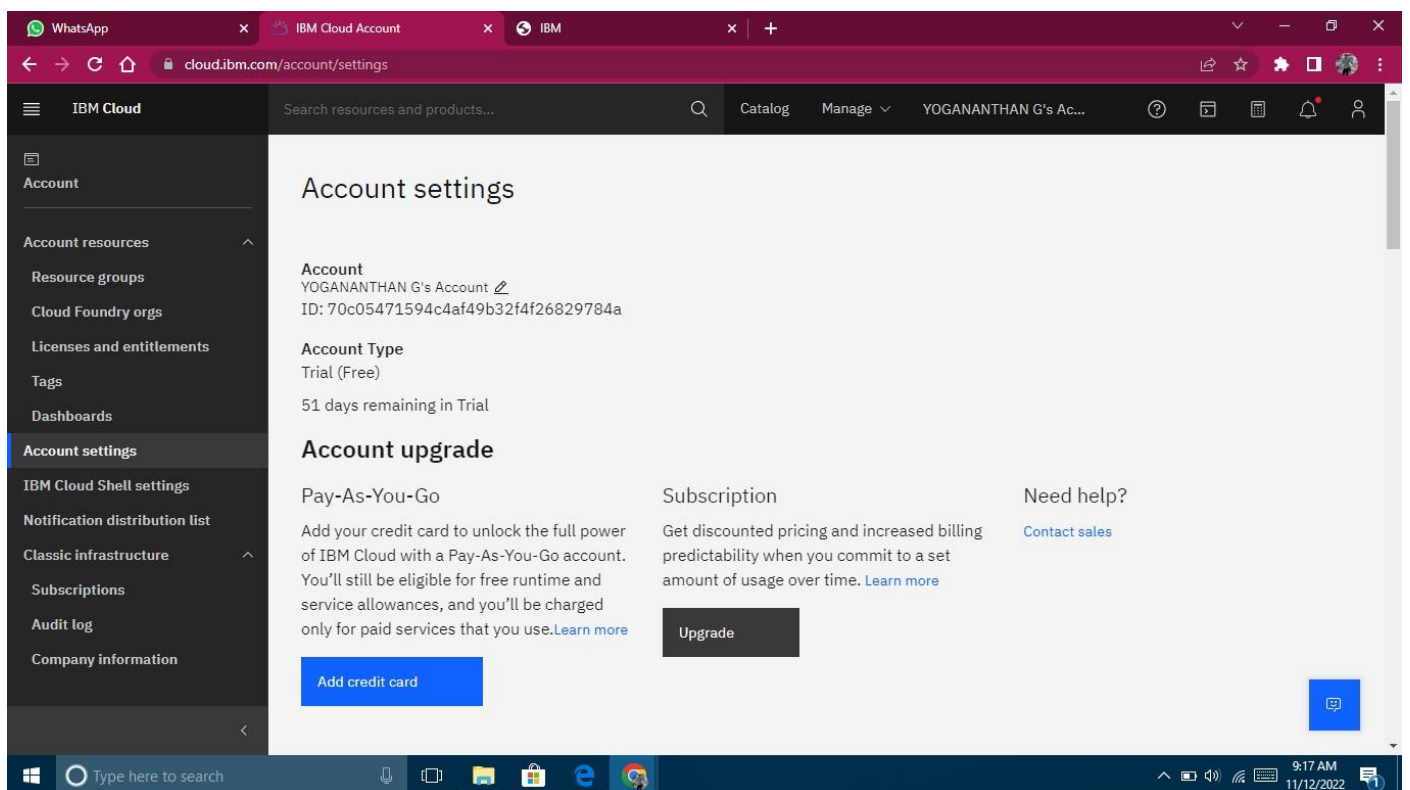 WhatsApp
IBM Cloud Account
IBM
cloud.ibm.com/account/settings
IBM Cloud
Search resources and products...
Catalog
Manage
YOGANANTHAN G's Ac...
Account
Account resources
Resource groups
Cloud Foundry orgs
Licenses and entitlements
Tags
Dashboards
Account settings
IBM Cloud Shell settings
Notification distribution list
Classic infrastructure
Subscriptions
Audit log
Company information
Account settings
Account
YOGANANTHAN G's Account
ID: 70c05471594c4af49b32f4f26829784a
Account Type
Trial (Free)
51 days remaining in Trial
Account upgrade
Pay-As-You-Go
Add your credit card to unlock the full power
of IBM Cloud with a Pay-As-You-Go account.
You'll still be eligible for free runtime and
service allowances, and you'll be charged
only for paid services that you use.Learn more
Add credit card
Subscription
Get discounted pricing and increased billing
predictability when you commit to a set
amount of usage over time. Learn more
Upgrade
Need help?
Contact sales
Type here to search
9:17 AM
11/12/2022
1